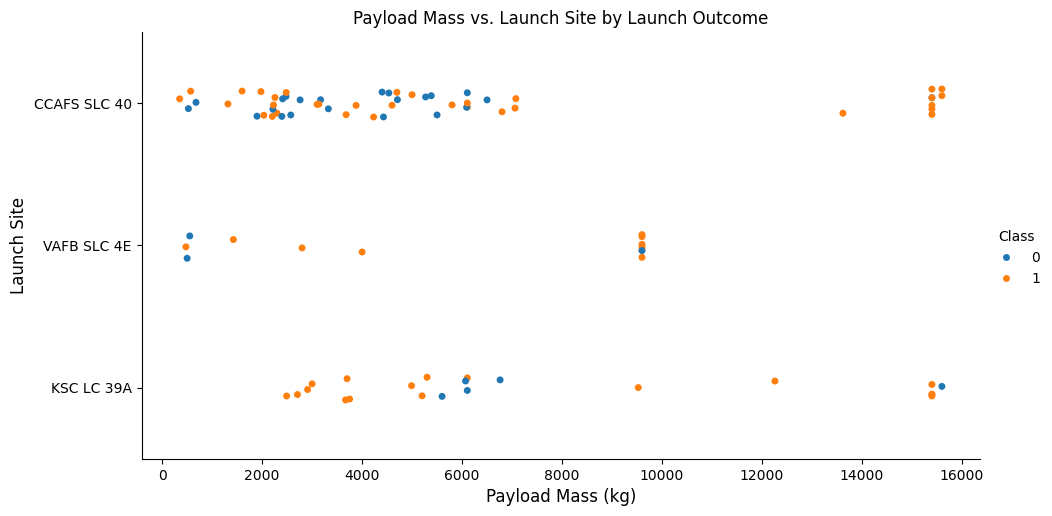 Payload Mass vs. Launch Site by Launch Outcome
Launch Site
CCAFS SLC 40
VAFB SLC 4E
KSC LC 39A
0 2000 4000 6000 8000 10000 12000 14000 16000
Payload Mass (kg)
Class
0
1